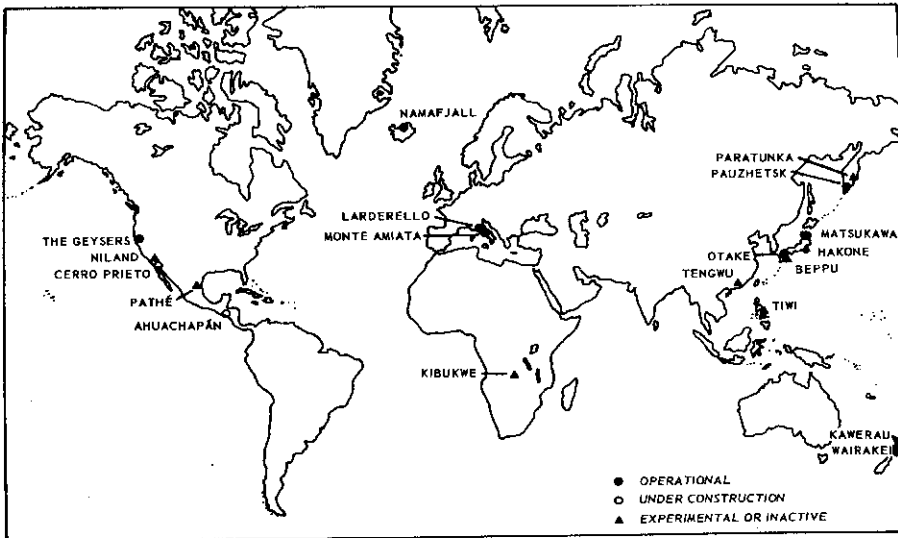 NAMAFJALL
PARATUNKA
PAUZHETSK
LARDERELLO
MONTE AMIATA
THE GEYSERS
NILAND
CERRO PRIETO
PATHÉ
AHUACHAPÁN
MATSUKAWA
HAKONE
OTAKE
BEPPU
TENGWU
TIWI
KIBUKWE
KAWERAU
WAIRAKEI
OPERATIONAL
UNDER CONSTRUCTION
EXPERIMENTAL OR INACTIVE